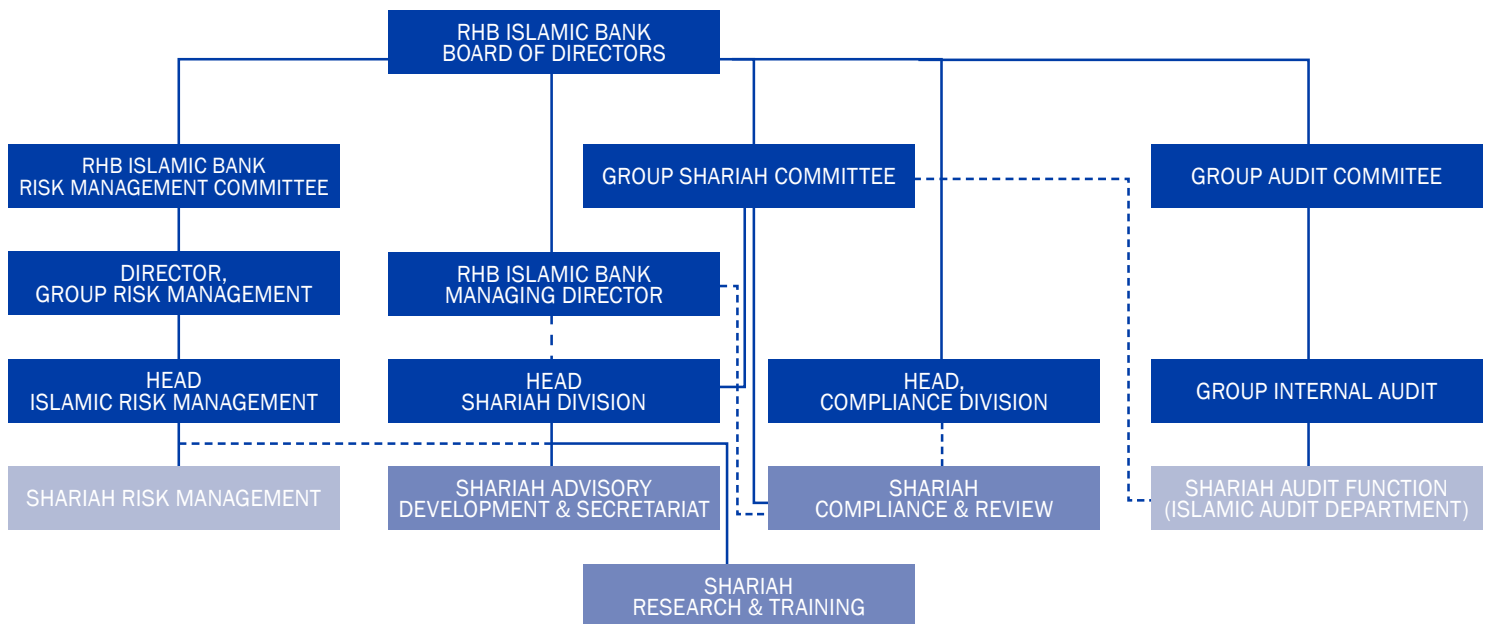 RHB ISLAMIC BANK
BOARD OF DIRECTORS
RHB ISLAMIC BANK
RISK MANAGEMENT COMMITTEE
GROUP SHARIAH COMMITTEE
GROUP AUDIT COMMITEE
DIRECTOR,
GROUP RISK MANAGEMENT
RHB ISLAMIC BANK
MANAGING DIRECTOR
HEAD
ISLAMIC RISK MANAGEMENT
HEAD
SHARIAH DIVISION
HEAD,
COMPLIANCE DIVISION
GROUP INTERNAL AUDIT
SHARIAH RISK MANAGEMENT
SHARIAH ADVISORY
DEVELOPMENT & SECRETARIAT
SHARIAH
COMPLIANCE & REVIEW
SHARIAH AUDIT FUNCTION
(ISLAMIC AUDIT DEPARTMENT)
SHARIAH
RESEARCH & TRAINING